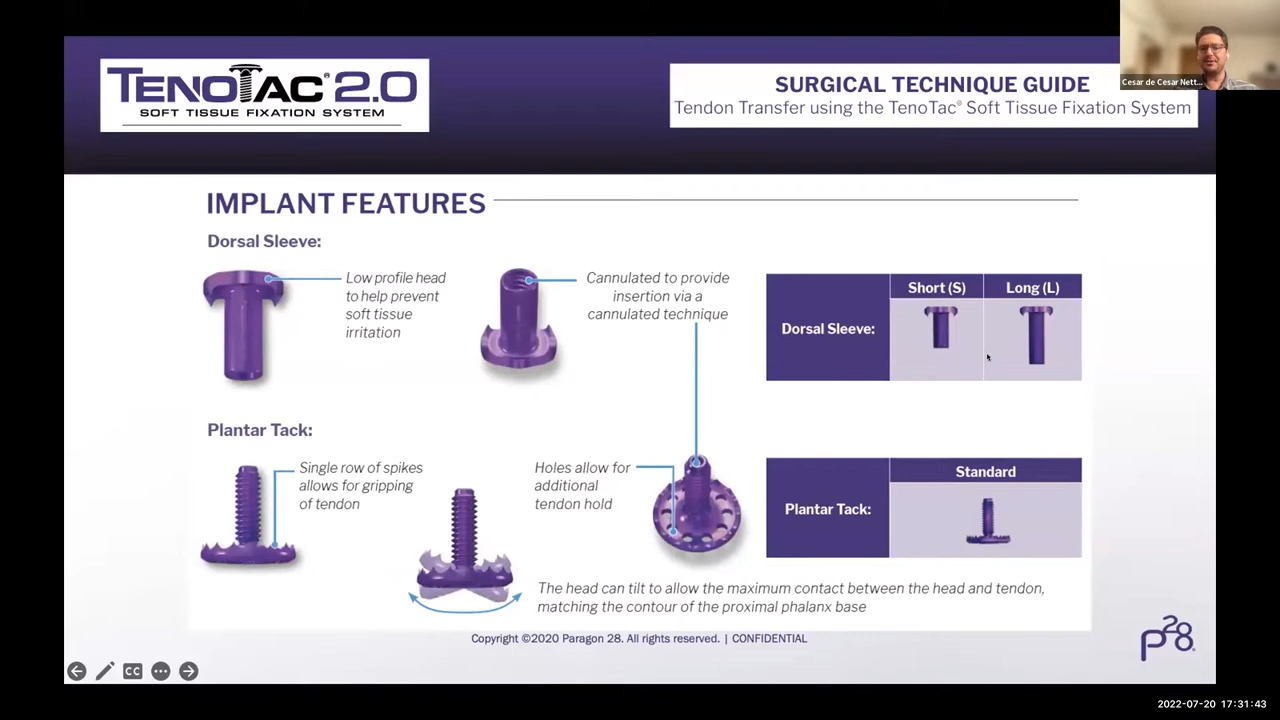 TENOTAC® 2.0
SOFT TISSUE FIXATION SYSTEM
SURGICAL TECHNIQUE GUIDE
Tendon Transfer using the TenoTac® Soft Tissue Fixation System
Cesar de Cesar Nett...
IMPLANT FEATURES
Dorsal Sleeve:
Low profile head
to help prevent
soft tissue
irritation
Cannulated to provide
insertion via a
cannulated technique
Short (S)
Long (L)
Dorsal Sleeve:
Plantar Tack:
Single row of spikes
allows for gripping
of tendon
Holes allow for
additional
tendon hold
Standard
Plantar Tack:
The head can tilt to allow the maximum contact between the head and tendon,
matching the contour of the proximal phalanx base
Copyright ©2020 Paragon 28. All rights reserved. | CONFIDENTIAL
p28
CC
2022-07-20 17:31:43